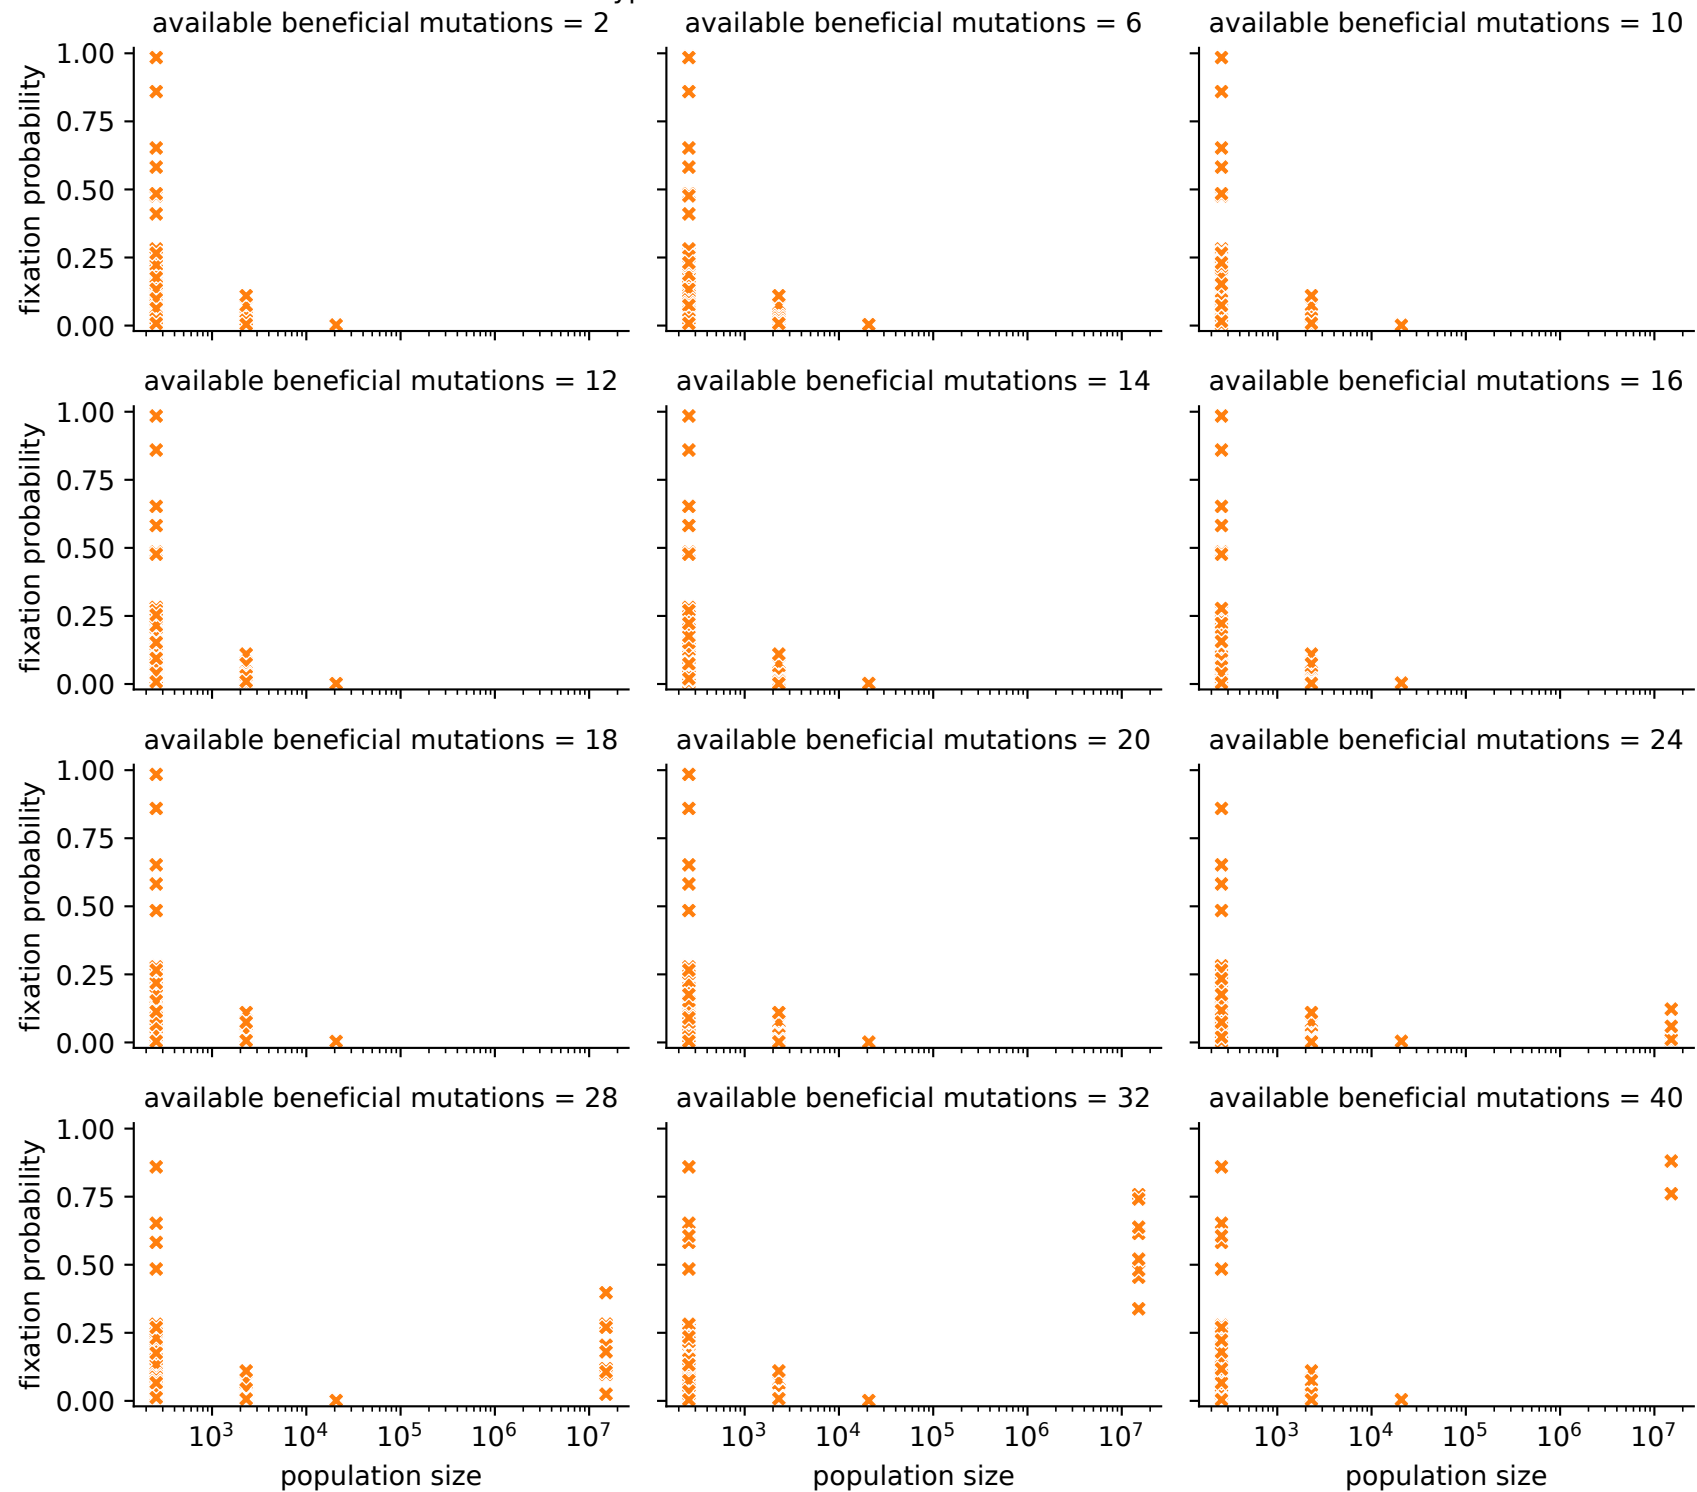 available beneficial mutations = 2
available beneficial mutations = 6
available beneficial mutations = 10
1.00
0.75
0.50
0.25
0.00
fixation probability
available beneficial mutations = 12
available beneficial mutations = 14
available beneficial mutations = 16
1.00
0.75
0.50
0.25
0.00
fixation probability
available beneficial mutations = 18
available beneficial mutations = 20
available beneficial mutations = 24
1.00
0.75
0.50
0.25
0.00
fixation probability
available beneficial mutations = 28
available beneficial mutations = 32
available beneficial mutations = 40
1.00
0.75
0.50
0.25
0.00
fixation probability
10³ 10⁴ 10⁵ 10⁶ 10⁷
10³ 10⁴ 10⁵ 10⁶ 10⁷
10³ 10⁴ 10⁵ 10⁶ 10⁷
population size
population size
population size